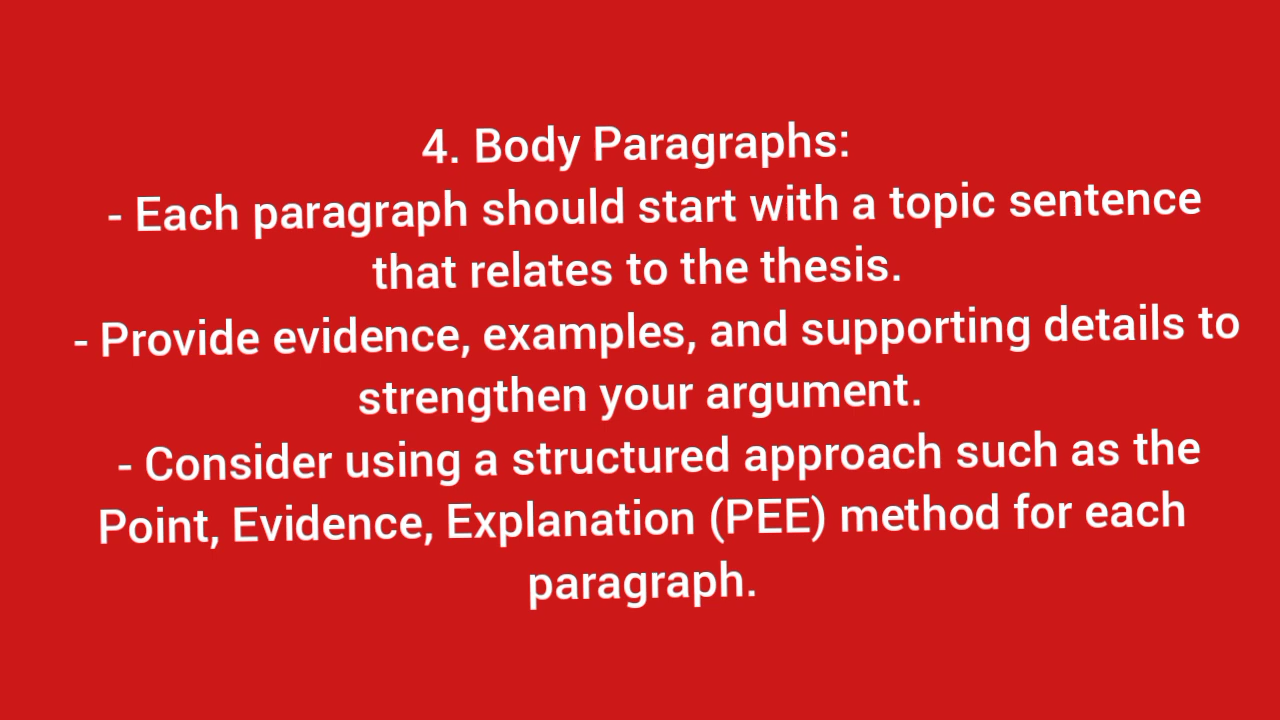 4. Body Paragraphs:
- Each paragraph should start with a topic sentence
that relates to the thesis.
- Provide evidence, examples, and supporting details to
strengthen your argument.
- Consider using a structured approach such as the
Point, Evidence, Explanation (PEE) method for each
paragraph.